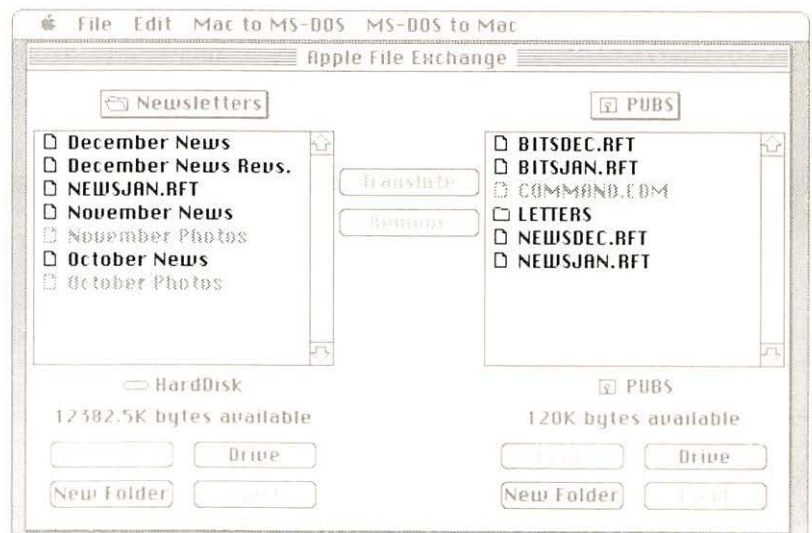 File Edit Mac to MS-DOS MS-DOS to Mac
Apple File Exchange
Newsletters
December News
December News Revs.
NEWSJAN.RFT
November News
November Photos
October News
October Photos
HardDisk
12382.5K bytes available
Drive
New Folder
Translate
Remove
PUBS
BITSDEC.RFT
BITSJAN.RFT
COMMAND.COM
LETTERS
NEWSDEC.RFT
NEWSJAN.RFT
PUBS
120K bytes available
Drive
New Folder